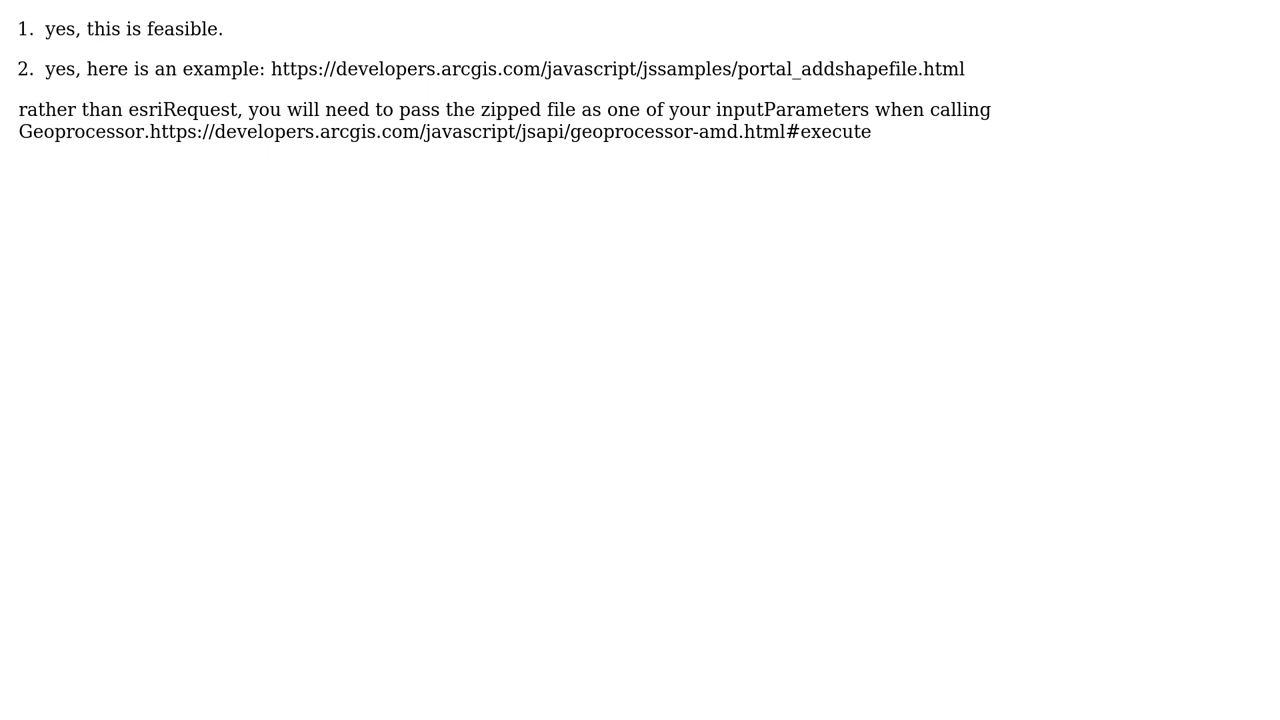 1. yes, this is feasible.
2. yes, here is an example: https://developers.arcgis.com/javascript/jssamples/portal_addshapefile.html
rather than esriRequest, you will need to pass the zipped file as one of your inputParameters when calling
Geoprocessor.https://developers.arcgis.com/javascript/jsapi/geoprocessor-amd.html#execute